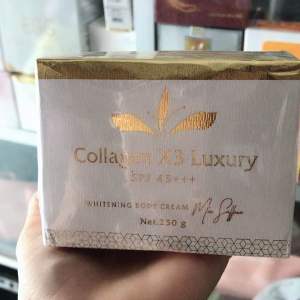 Collagen X3 Luxury
SPF 45+++
WHITENING BODY CREAM
Net.250 g